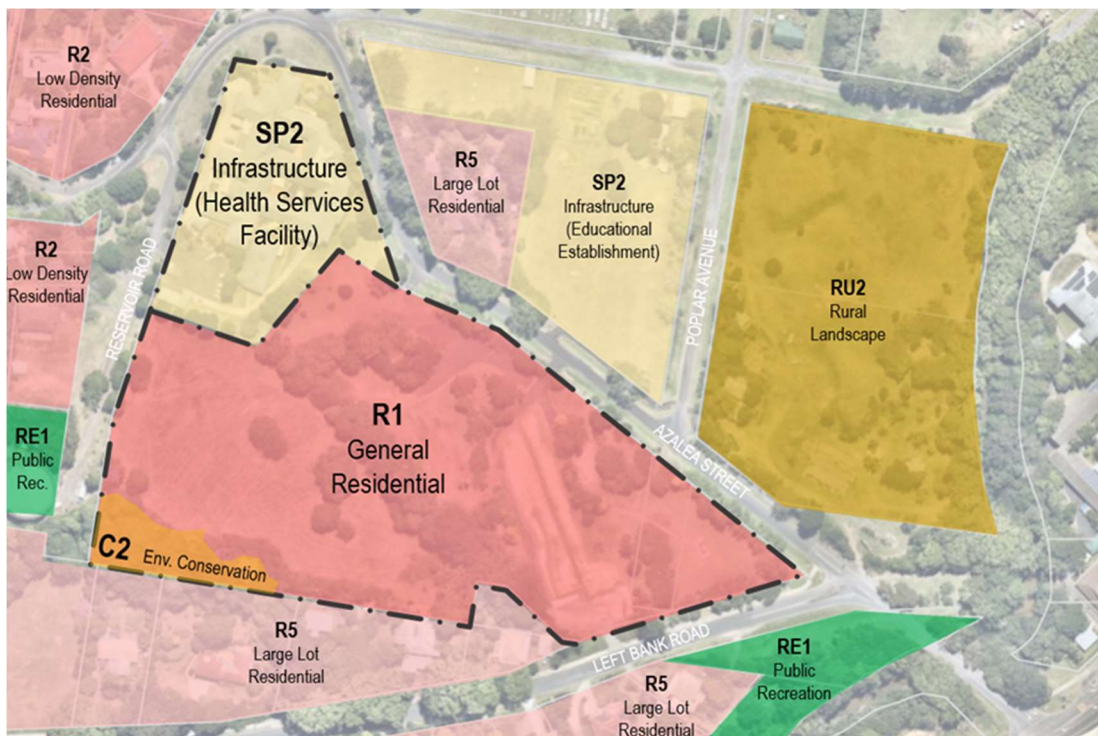 R2
Low Density
Residential
SP2
Infrastructure
(Health Services
Facility)
R5
Large Lot
Residential
SP2
Infrastructure
(Educational
Establishment)
POPLAR AVENUE
RU2
Rural
Landscape
R2
Low Density
Residential
RESERVOIR ROAD
R1
General
Residential
AZALEA STREET
RE1
Public
Rec.
C2
Env. Conservation
R5
Large Lot
Residential
LEFT BANK ROAD
RE1
Public
Recreation
R5
Large Lot
Residential